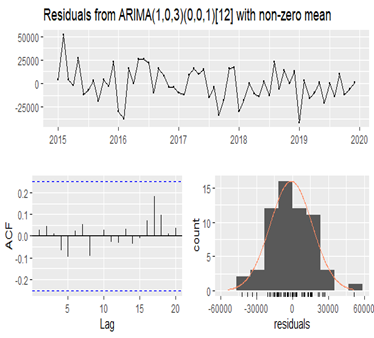 Residuals from ARIMA(1,0,3)(0,0,1)[12] with non-zero mean
50000
25000
0
-25000
2015 2016 2017 2018 2019 2020
ACF
0.2
0.1
0.0
-0.1
-0.2
5 10 15 20
Lag
count
15
10
5
0
-60000 -30000 0 30000 60000
residuals